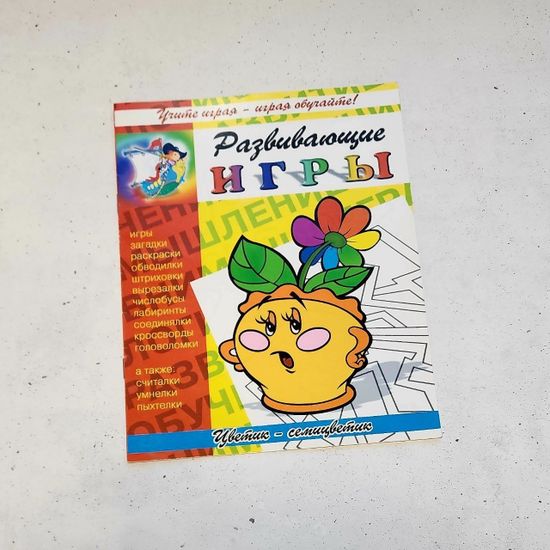 Учите играя - играя обучайте!
Развивающие
ИГРЫ
игры
загадки
раскраски
обводилки
штриховки
вырезалки
числобусы
лабиринты
соединялки
кроссворды
головоломки
а также:
считалки
умнелки
пыхтелки
Цветик - семицветик